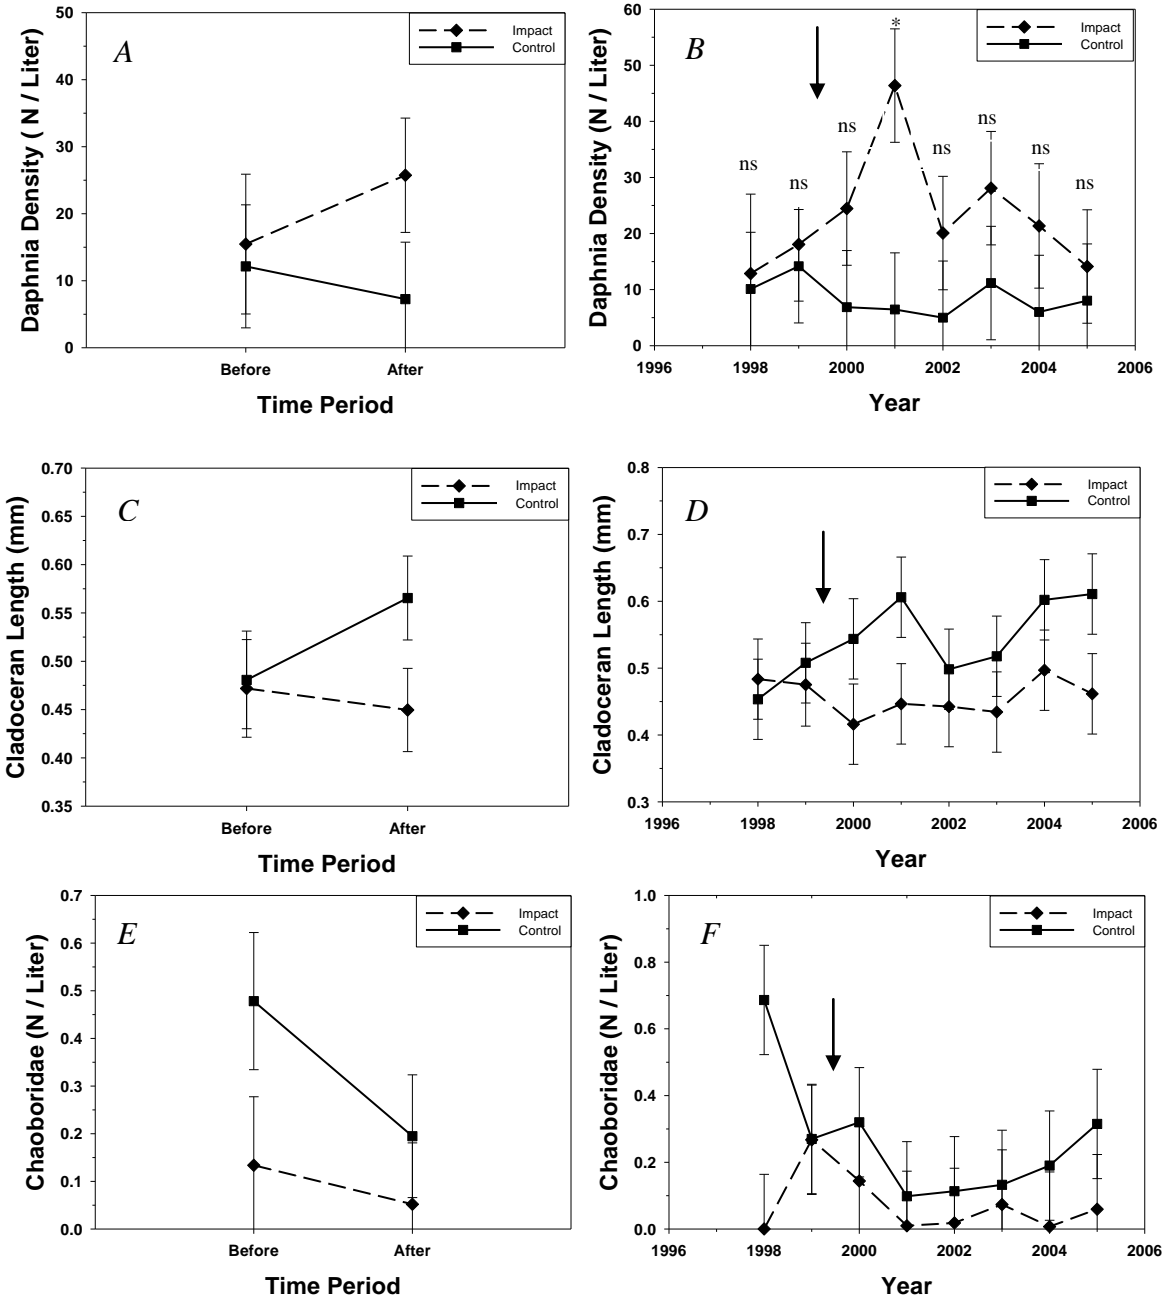 A
Impact
Control
50
40
30
20
10
0
Daphnia Density ( N / Liter)
Before
After
Time Period
B
Impact
Control
60
50
40
30
20
10
0
Daphnia Density (N / Liter)
ns
ns
ns
*
ns
ns
ns
ns
1996
1998
2000
2002
2004
2006
Year
C
Impact
Control
0.70
0.65
0.60
0.55
0.50
0.45
0.40
0.35
Cladoceran Length (mm)
Before
After
Time Period
D
Impact
Control
0.8
0.7
0.6
0.5
0.4
0.3
Cladoceran Length (mm)
1996
1998
2000
2002
2004
2006
Year
E
Impact
Control
0.7
0.6
0.5
0.4
0.3
0.2
0.1
0.0
Chaoboridae (N / Liter)
Before
After
Time Period
F
Impact
Control
1.0
0.8
0.6
0.4
0.2
0.0
Chaoboridae (N / Liter)
1996
1998
2000
2002
2004
2006
Year